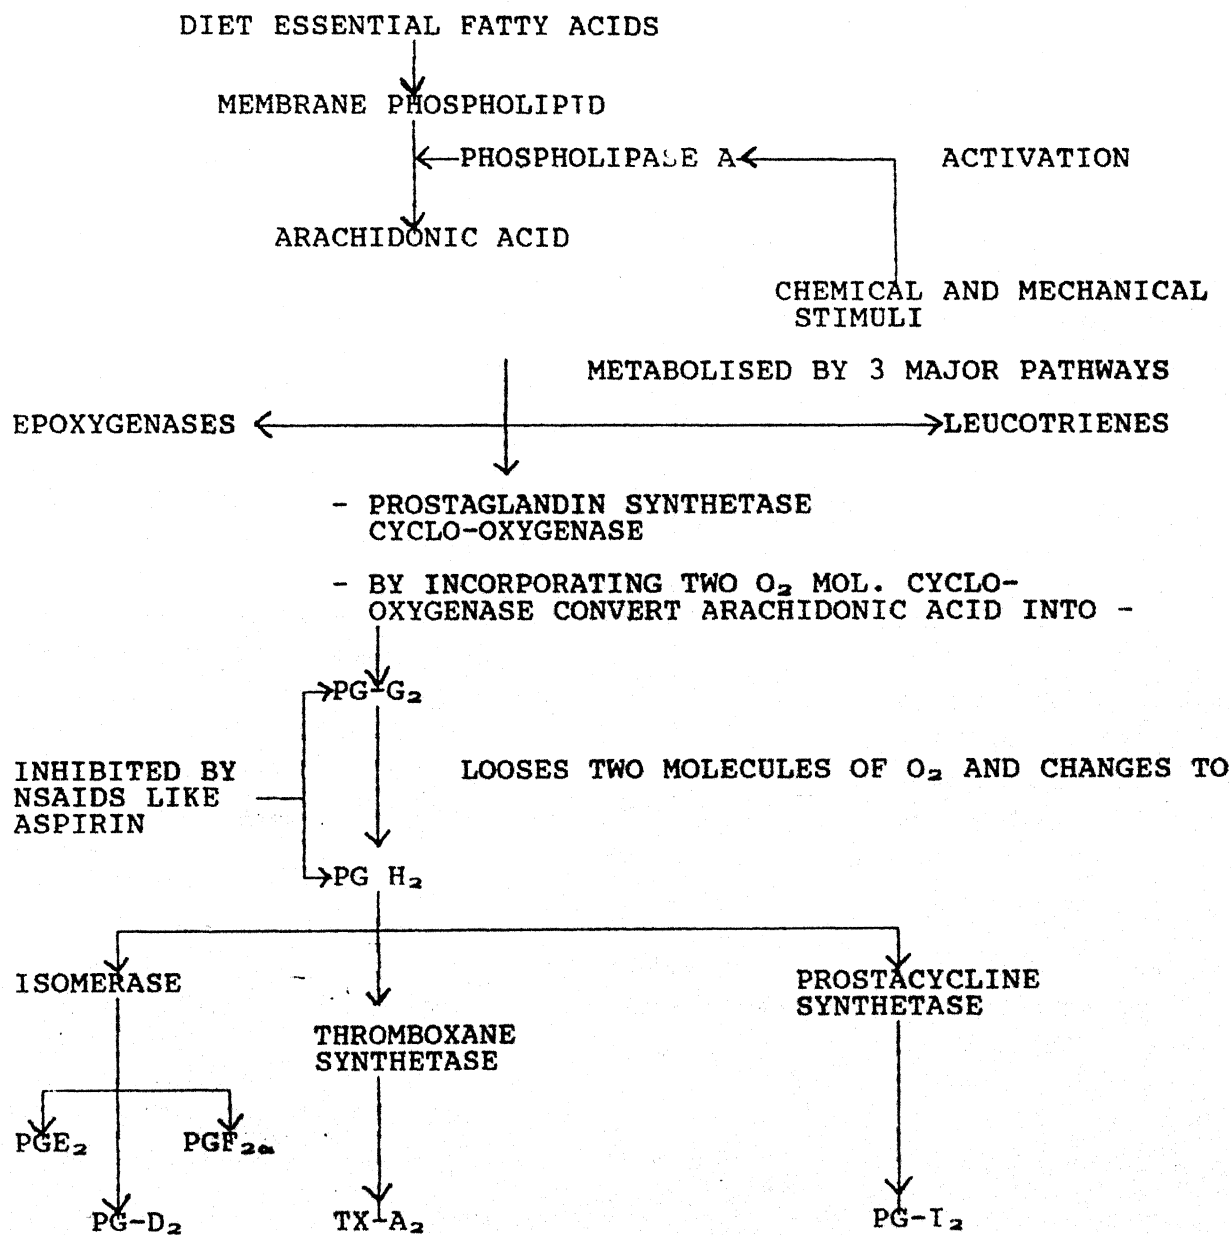 DIET ESSENTIAL FATTY ACIDS
MEMBRANE PHOSPHOLIPID
PHOSPHOLIPASE A
ACTIVATION
ARACHIDONIC ACID
CHEMICAL AND MECHANICAL
STIMULI
METABOLISED BY 3 MAJOR PATHWAYS
EPOXYGENASES
LEUCOTRIENES
- PROSTAGLANDIN SYNTHETASE
CYCLO-OXYGENASE
- BY INCORPORATING TWO O₂ MOL. CYCLO-
OXYGENASE CONVERT ARACHIDONIC ACID INTO -
PG-G₂
INHIBITED BY
NSAIDS LIKE
ASPIRIN
LOOSES TWO MOLECULES OF O₂ AND CHANGES TO
PG H₂
ISOMERASE
PROSTACYCLINE
SYNTHETASE
THROMBOXANE
SYNTHETASE
PGE₂
PGF₂α
PG-D₂
TX-A₂
PG-I₂